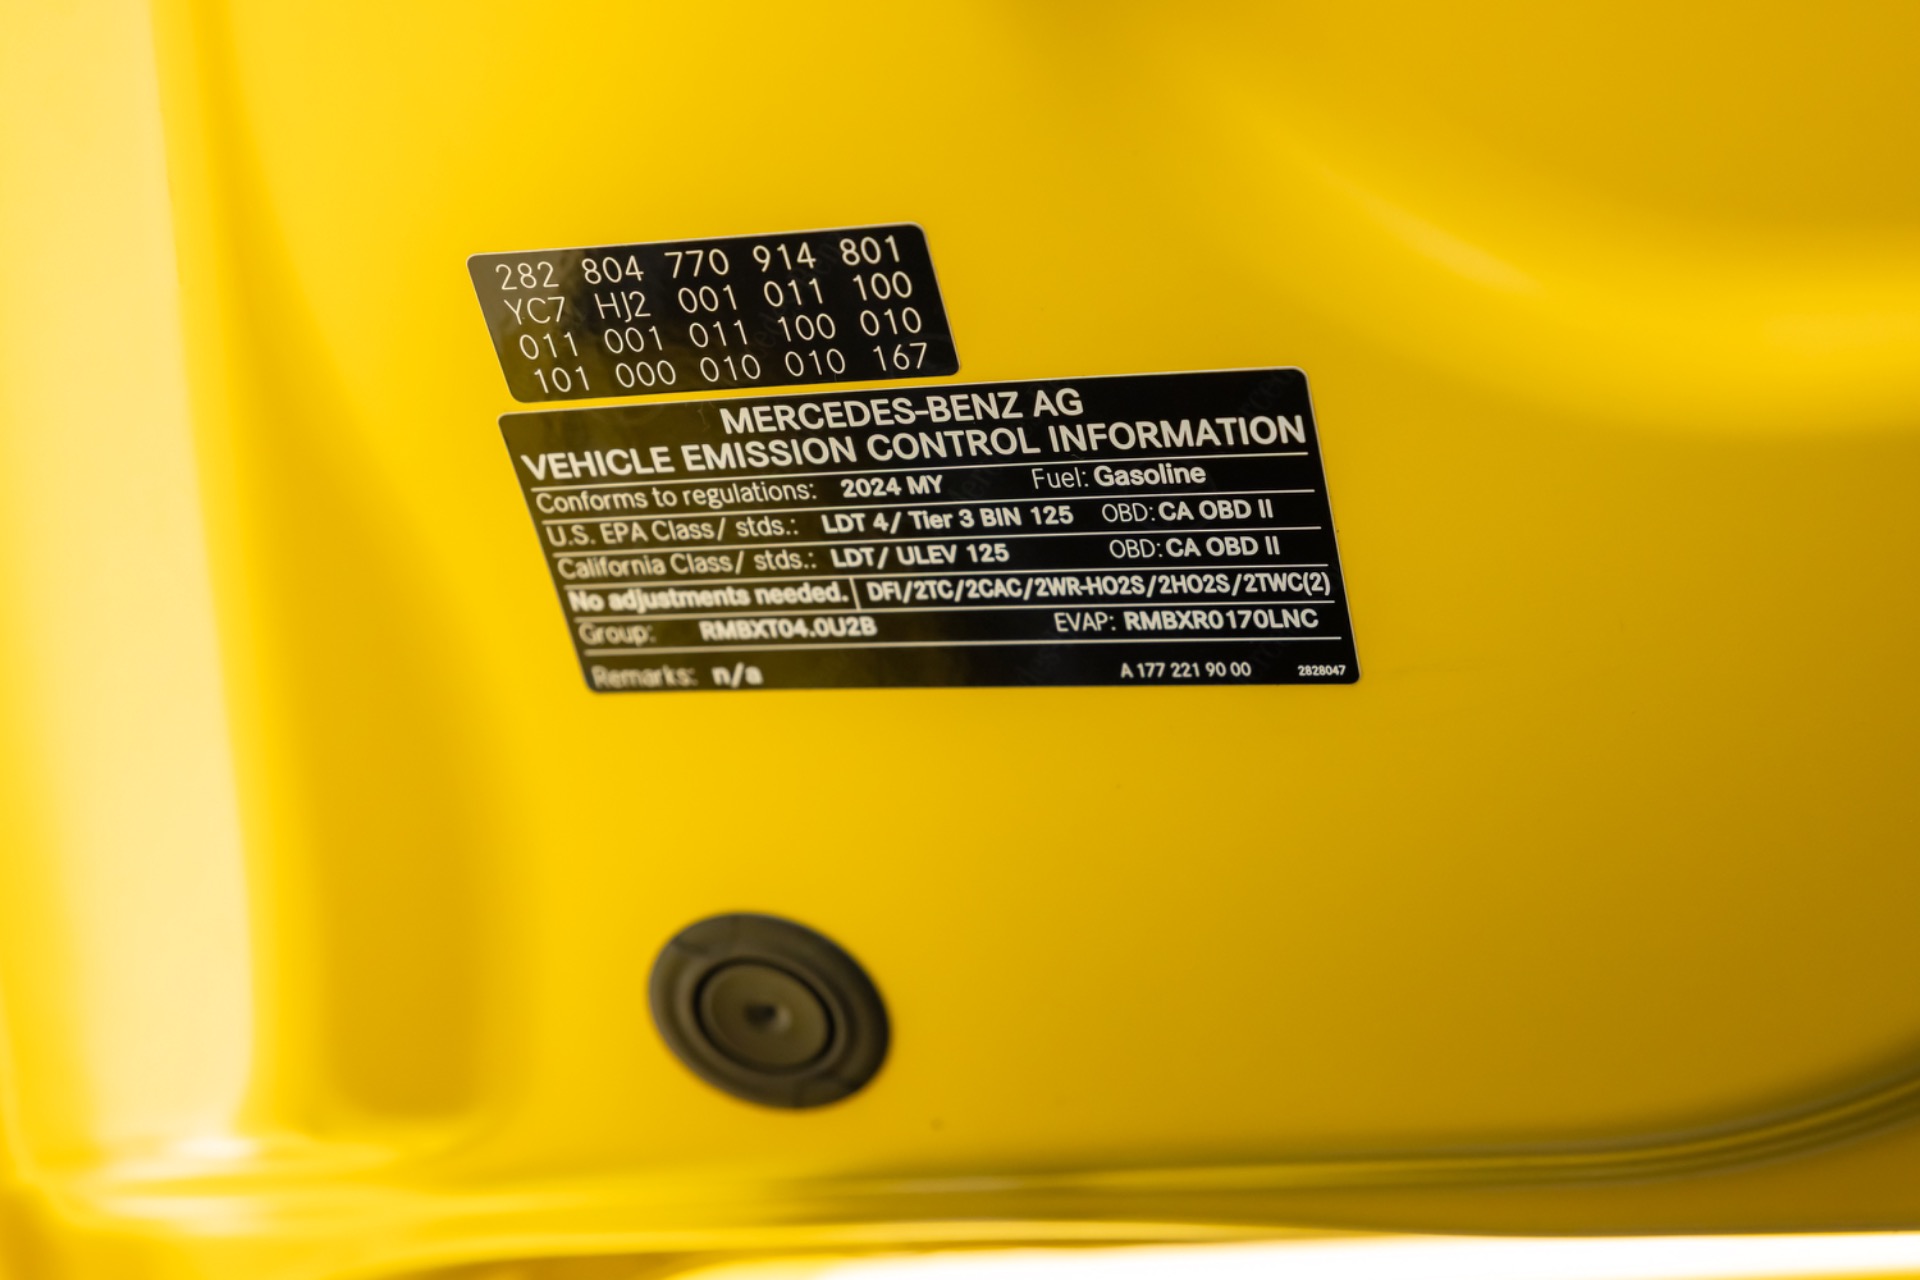 282 804 770 914 801
YC7 HJ2 001 011 100
011 001 011 100 010
101 000 010 010 167
MERCEDES-BENZ AG
VEHICLE EMISSION CONTROL INFORMATION
Conforms to regulations: 2024 MY Fuel: Gasoline
U.S. EPA Class/ stds.: LDT 4/ Tier 3 BIN 125 OBD: CA OBD II
California Class/ stds.: LDT/ ULEV 125 OBD: CA OBD II
No adjustments needed. DFI/2TC/2CAC/2WR-HO2S/2HO2S/2TWC(2)
Group: RMBXT04.0U2B EVAP: RMBXR0170LNC
Remarks: n/a A 177 221 90 00 2828047